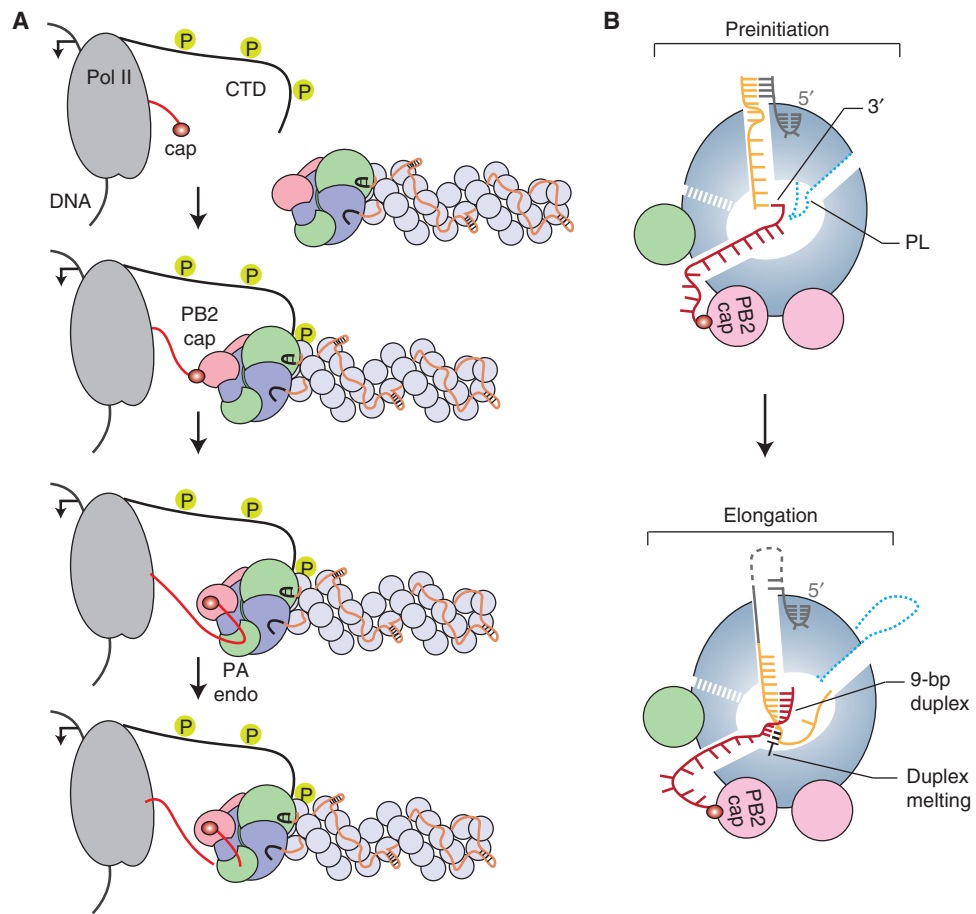 A
P
P
P
Pol II
CTD
cap
DNA
P
P
P
PB2
cap
P
P
P
PA
endo
P
P
P
B
Preinitiation
5′
3′
PL
PB2
cap
Elongation
5′
9-bp
duplex
Duplex
melting
PB2
cap